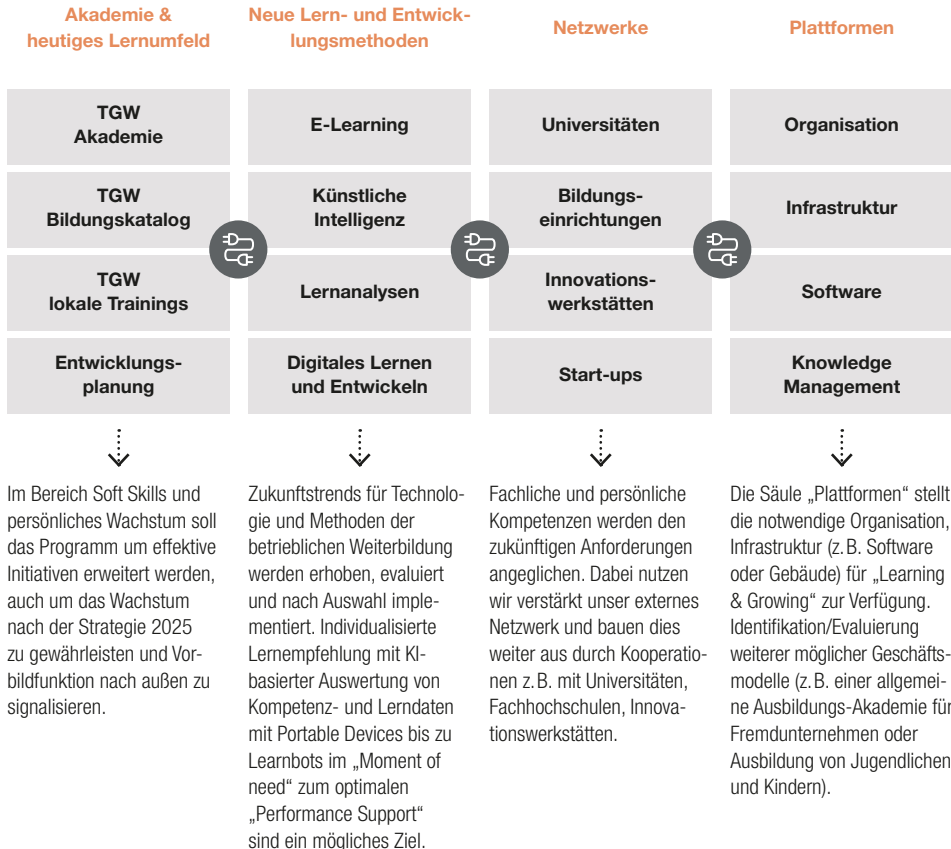 Akademie &
heutiges Lernumfeld
TGW
Akademie
TGW
Bildungskatalog
TGW
lokale Trainings
Entwicklungs-
planung
Im Bereich Soft Skills und
persönliches Wachstum soll
das Programm um effektive
Initiativen erweitert werden,
auch um das Wachstum
nach der Strategie 2025
zu gewährleisten und Vor-
bildfunktion nach außen zu
signalisieren.
Neue Lern- und Entwick-
lungsmethoden
E-Learning
Künstliche
Intelligenz
Lernanalysen
Digitales Lernen
und Entwickeln
Zukunftstrends für Technolo-
gie und Methoden der
betrieblichen Weiterbildung
werden erhoben, evaluiert
und nach Auswahl imple-
mentiert. Individualisierte
Lernempfehlung mit KI-
basierter Auswertung von
Kompetenz- und Lerndaten
mit Portable Devices bis zu
Learnbots im „Moment of
need“ zum optimalen
„Performance Support“
sind ein mögliches Ziel.
Netzwerke
Universitäten
Bildungs-
einrichtungen
Innovations-
werkstätten
Start-ups
Fachliche und persönliche
Kompetenzen werden den
zukünftigen Anforderungen
angeglichen. Dabei nutzen
wir verstärkt unser externes
Netzwerk und bauen dies
weiter aus durch Kooperatio-
nen z. B. mit Universitäten,
Fachhochschulen, Innova-
tionswerkstätten.
Plattformen
Organisation
Infrastruktur
Software
Knowledge
Management
Die Säule „Plattformen“ stellt
die notwendige Organisation,
Infrastruktur (z. B. Software
oder Gebäude) für „Learning
& Growing“ zur Verfügung.
Identifikation/Evaluierung
weiterer möglicher Geschäfts-
modelle (z. B. einer allgemei-
ne Ausbildungs-Akademie für
Fremdunternehmen oder
Ausbildung von Jugendlichen
und Kindern).